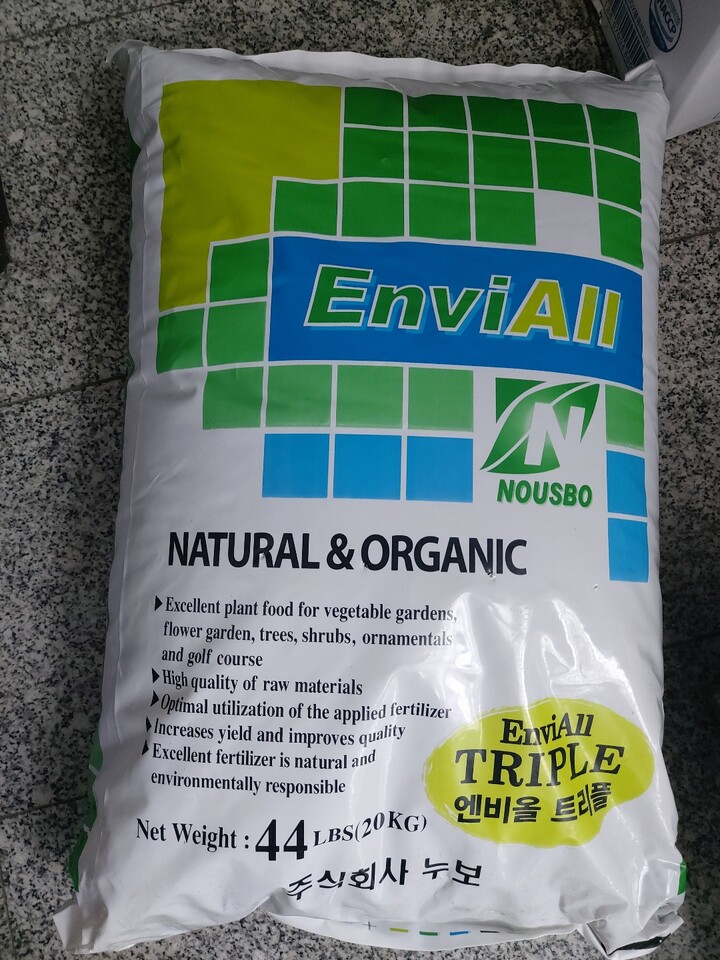 HACCP
EnviAll
N
NOUSBO
NATURAL & ORGANIC
▶Excellent plant food for vegetable gardens,
flower garden, trees, shrubs, ornamentals
and golf course
▶High quality of raw materials
▶Optimal utilization of the applied fertilizer
▶Increases yield and improves quality
▶Excellent fertilizer is natural and
environmentally responsible
EnviAll
TRIPLE
엔비올 트리플
Net Weight : 44 LBS(20KG)
주식회사 누보